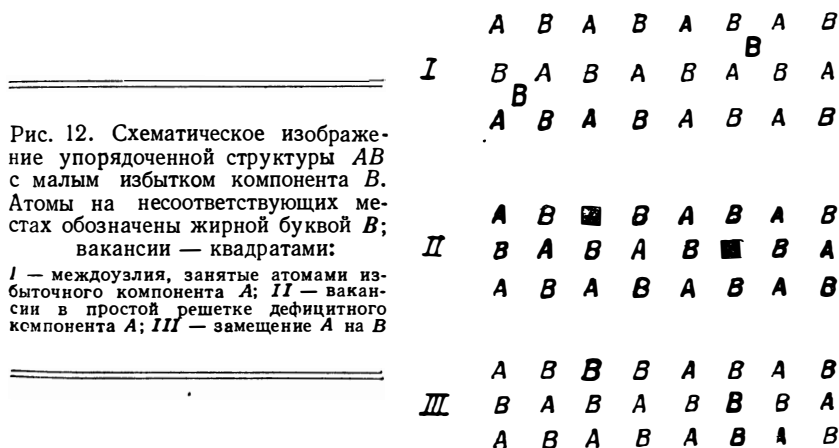 Рис. 12. Схематическое изображе-
ние упорядоченной структуры AB
с малым избытком компонента B.
Атомы на несоответствующих ме-
стах обозначены жирной буквой B;
вакансии — квадратами:
I — междоузлия, занятые атомами из-
быточного компонента A; II — вакан-
сии в простой решетке дефицитного
компонента A; III — замещение A на B
A B A B A B A B
B
I B A B A B A B A
B
A B A B A B A B
A B ■ B A B A B
II B A B A B ■ B A
A B A B A B A B
A B B B A B A B
III B A B A B B B A
A B A B A B A B